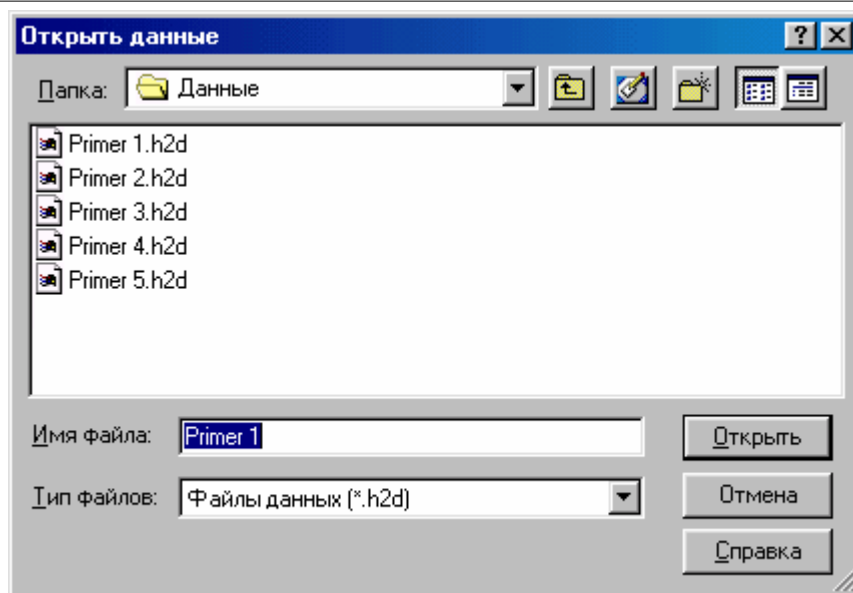 Открыть данные
Папка: Данные
Primer 1.h2d
Primer 2.h2d
Primer 3.h2d
Primer 4.h2d
Primer 5.h2d
Имя файла: Primer 1 Открыть
Тип файлов: Файлы данных (*.h2d) Отмена
Справка